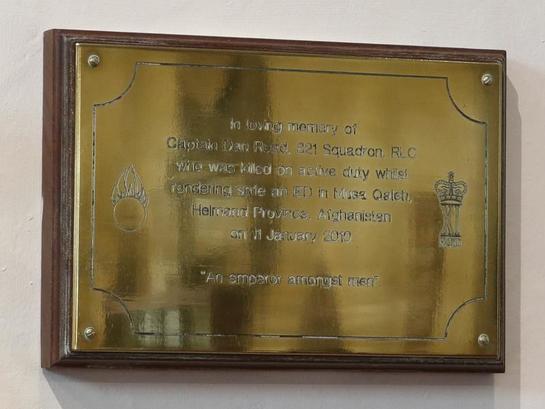 In loving memory of
Captain Dan Read, 821 Squadron, RLC
who was killed on active duty whilst
rendering safe an IED in Musa Qaleh,
Helmand Province, Afghanistan
on 11 January 2010
"An emperor amongst men".